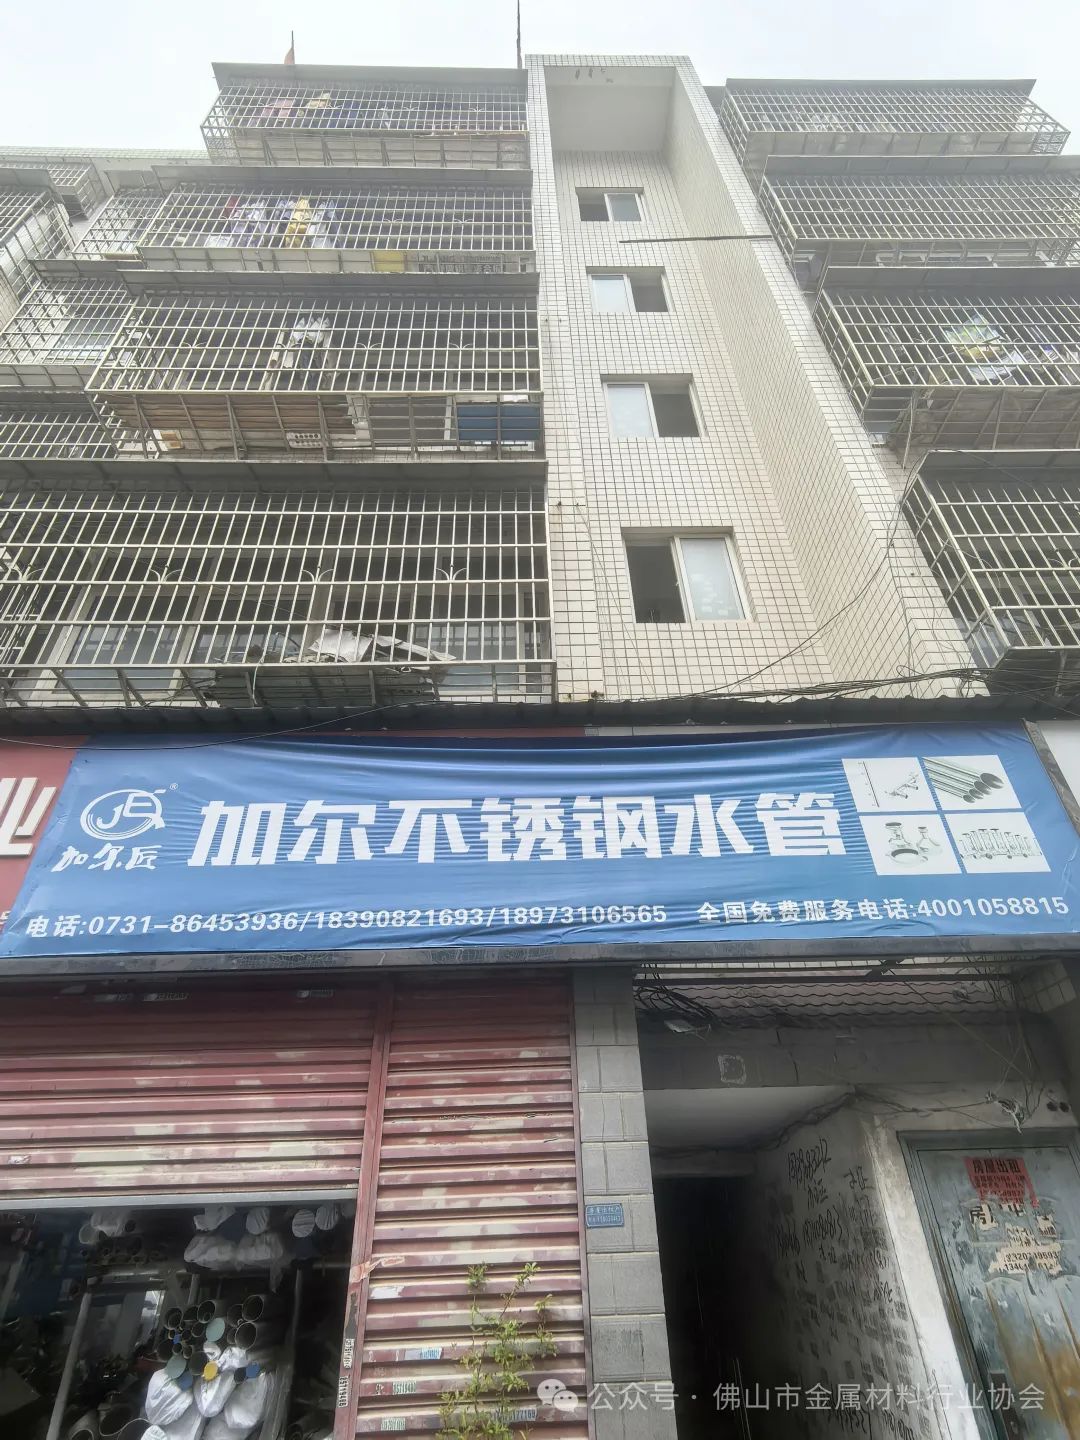 业
JE®
加尔匠
加尔不锈钢水管
电话:0731-86453936/18390821693/18973106565
全国免费服务电话:4001058815
房屋出租
公众号 · 佛山市金属材料行业协会